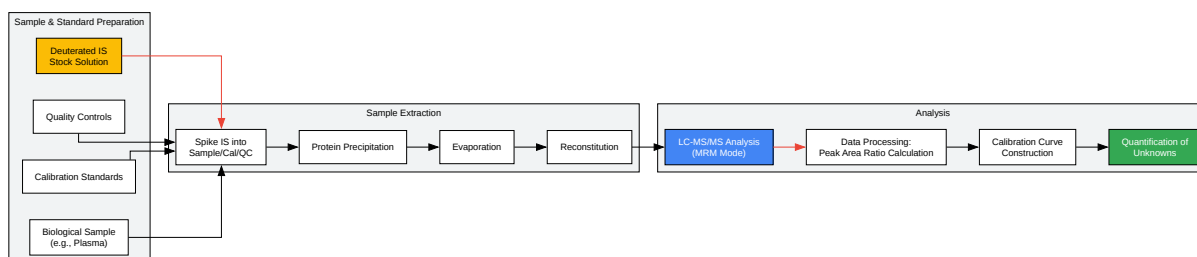 Sample & Standard Preparation
Deuterated IS
Stock Solution
Quality Controls
Calibration Standards
Biological Sample
(e.g., Plasma)
Sample Extraction
Spike IS into
Sample/Cal/QC
Protein Precipitation
Evaporation
Reconstitution
Analysis
LC-MS/MS Analysis
(MRM Mode)
Data Processing:
Peak Area Ratio Calculation
Calibration Curve
Construction
Quantification of
Unknowns